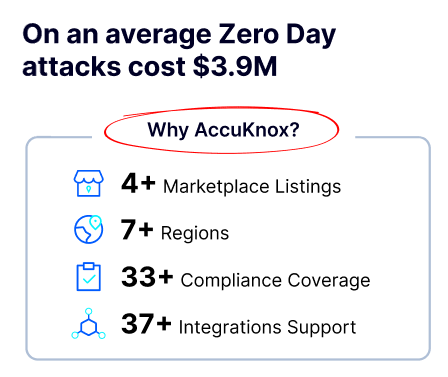 On an average Zero Day
attacks cost $3.9M
Why AccuKnox?
4+ Marketplace Listings
7+ Regions
33+ Compliance Coverage
37+ Integrations Support